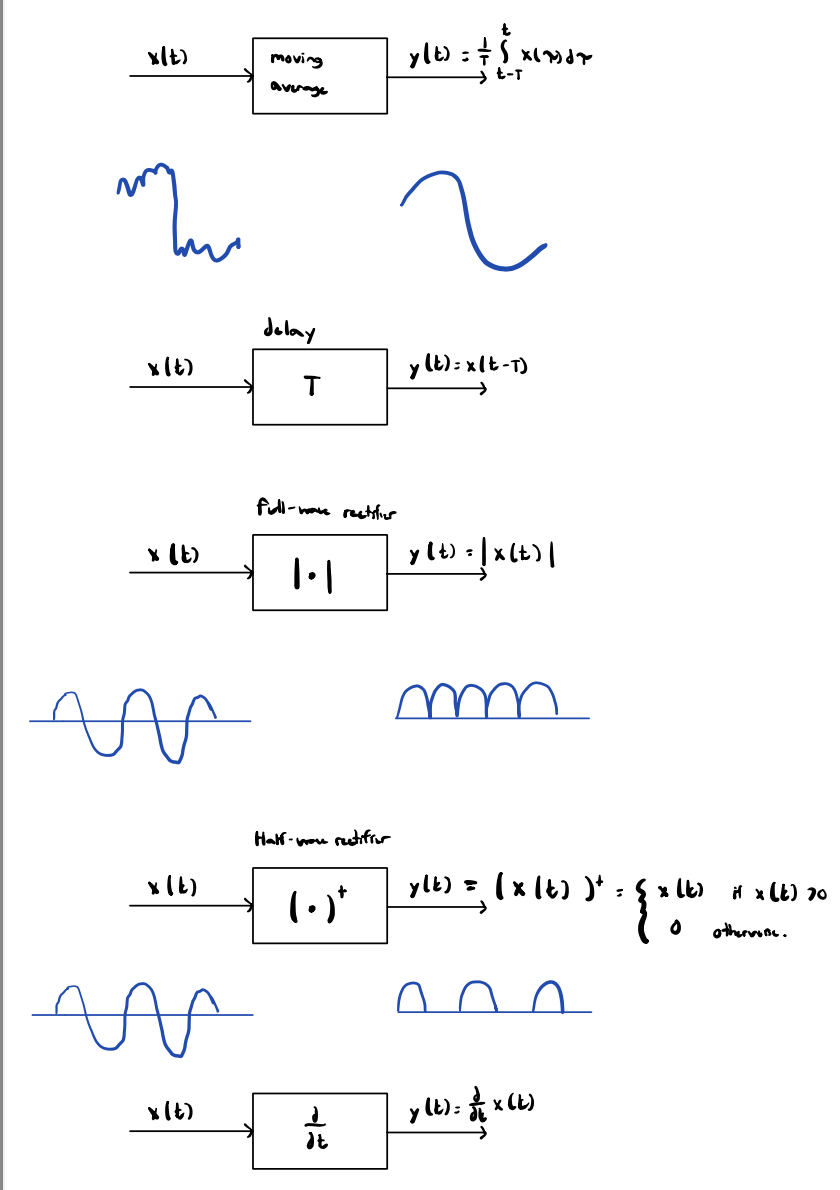 x(t) moving y(t) = 1/T ∫_{t-T}^{t} x(τ)dτ
average
delay
x(t) T y(t) = x(t-T)
Full-wave rectifier
x(t) |·| y(t) = |x(t)|
Half-wave rectifier
x(t) (·)⁺ y(t) = (x(t))⁺ = { x(t) if x(t) >0
0 otherwise.
x(t) d/dt y(t) = d/dt x(t)